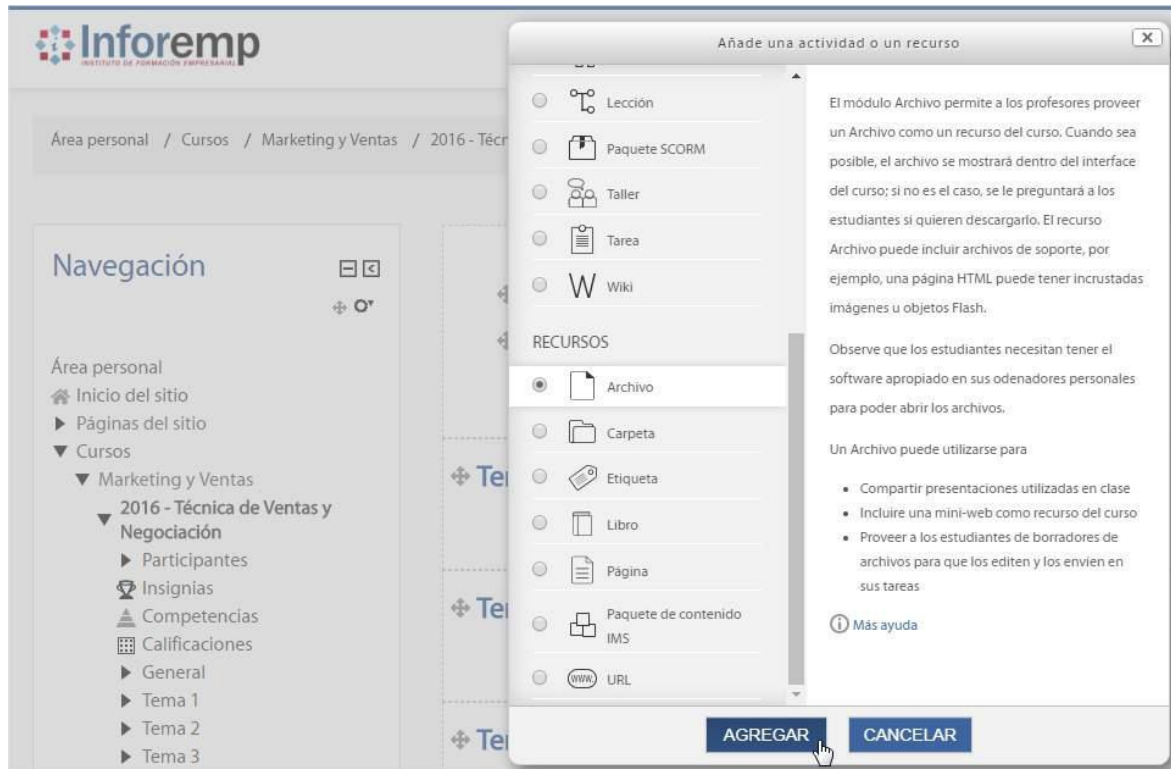 Inforemp
INSTITUTO DE FORMACIÓN EMPRESARIAL
Área personal / Cursos / Marketing y Ventas / 2016 - Técn
Navegación
Área personal
Inicio del sitio
Páginas del sitio
Cursos
Marketing y Ventas
2016 - Técnica de Ventas y
Negociación
Participantes
Insignias
Competencias
Calificaciones
General
Tema 1
Tema 2
Tema 3
Te
Te
Te
Añade una actividad o un recurso
Lección
Paquete SCORM
Taller
Tarea
Wiki
RECURSOS
Archivo
Carpeta
Etiqueta
Libro
Página
Paquete de contenido
IMS
URL
El módulo Archivo permite a los profesores proveer
un Archivo como un recurso del curso. Cuando sea
posible, el archivo se mostrará dentro del interface
del curso; si no es el caso, se le preguntará a los
estudiantes si quieren descargarlo. El recurso
Archivo puede incluir archivos de soporte, por
ejemplo, una página HTML puede tener incrustadas
imágenes u objetos Flash.
Observe que los estudiantes necesitan tener el
software apropiado en sus odenadores personales
para poder abrir los archivos.
Un Archivo puede utilizarse para
Compartir presentaciones utilizadas en clase
Incluire una mini-web como recurso del curso
Proveer a los estudiantes de borradores de
archivos para que los editen y los envíen en
sus tareas
Más ayuda
AGREGAR
CANCELAR